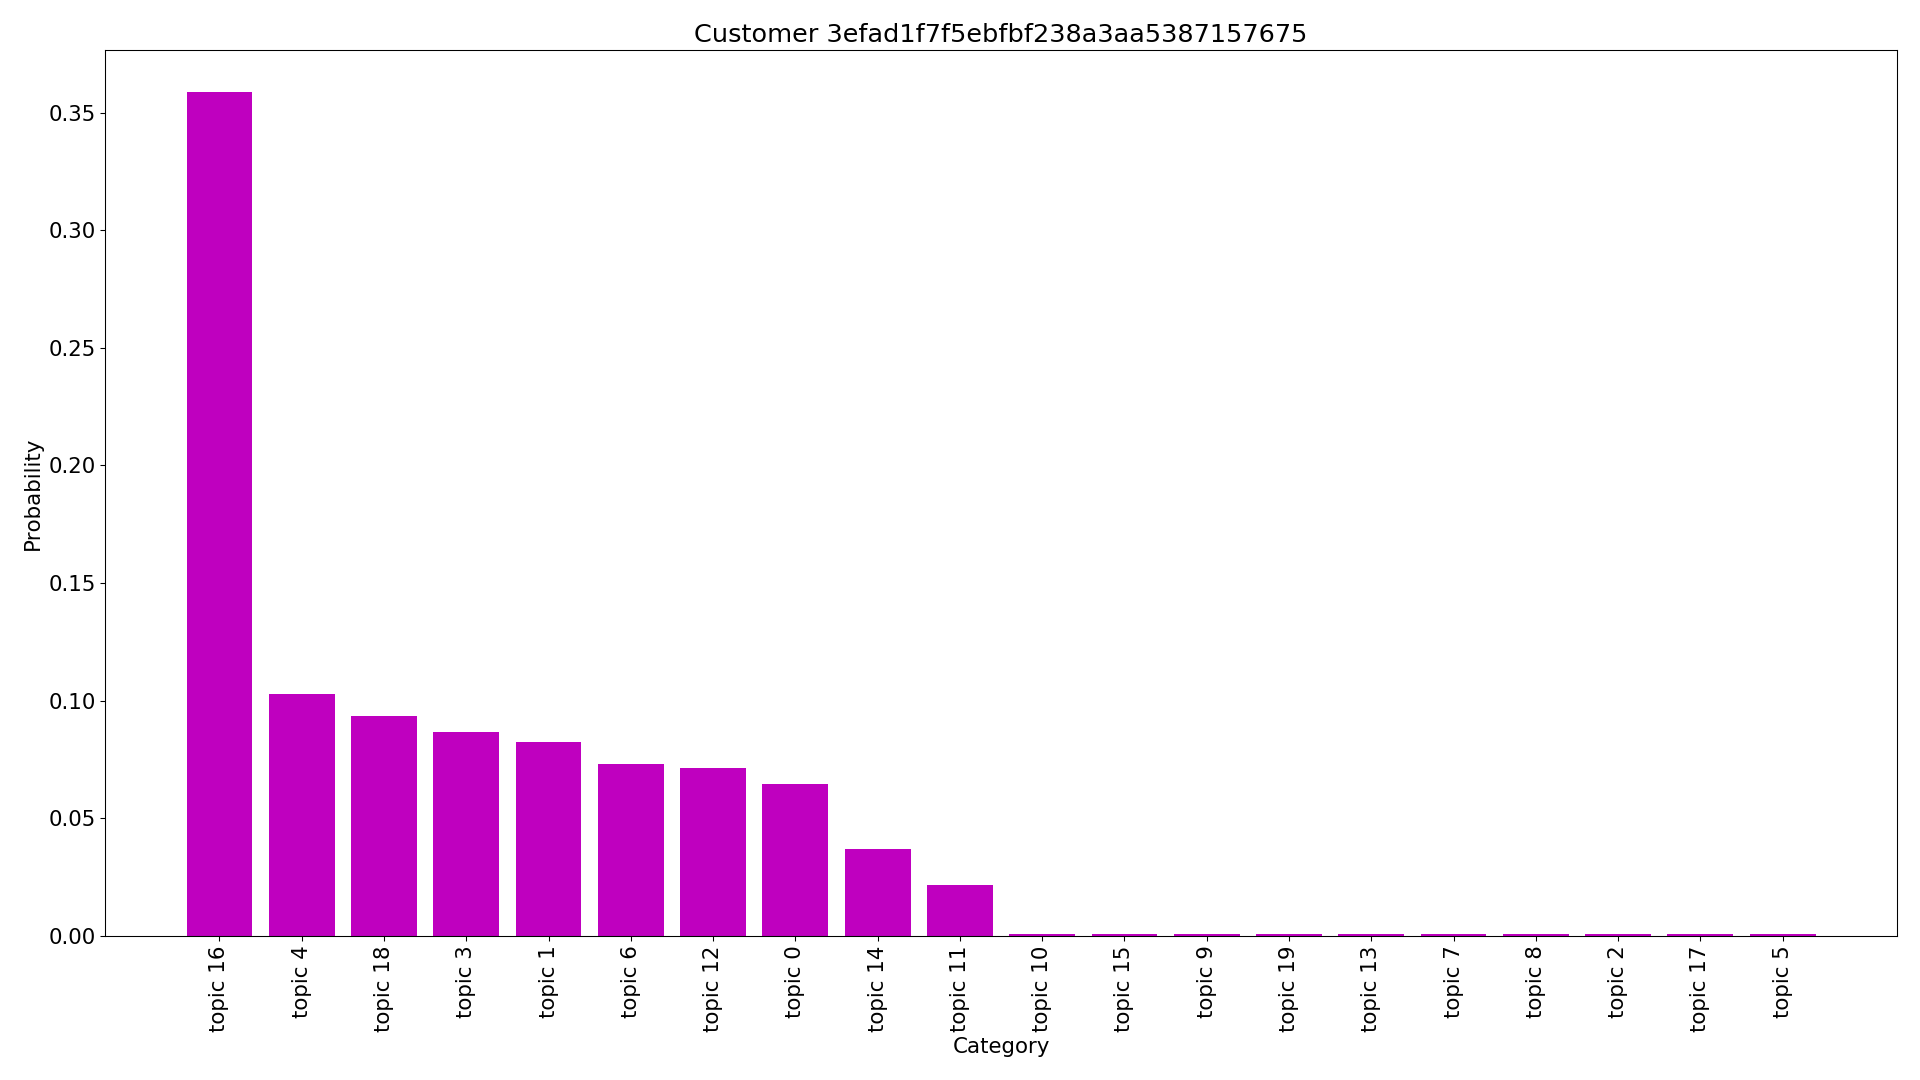 Customer 3efad1f7f5ebfbf238a3aa5387157675
Probability
0.35
0.30
0.25
0.20
0.15
0.10
0.05
0.00
topic 16
topic 4
topic 18
topic 3
topic 1
topic 6
topic 12
topic 0
topic 14
topic 11
topic 10
topic 15
topic 9
topic 19
topic 13
topic 7
topic 8
topic 2
topic 17
topic 5
Category